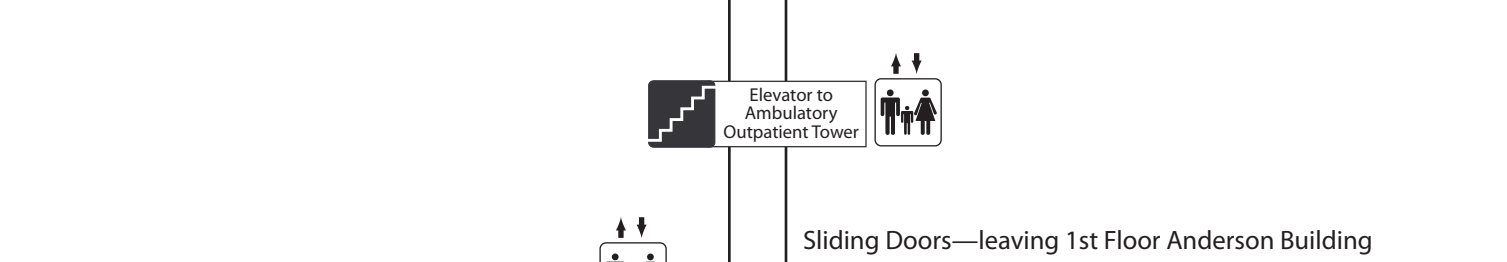 Elevator to
Ambulatory
Outpatient Tower
Sliding Doors—leaving 1st Floor Anderson Building